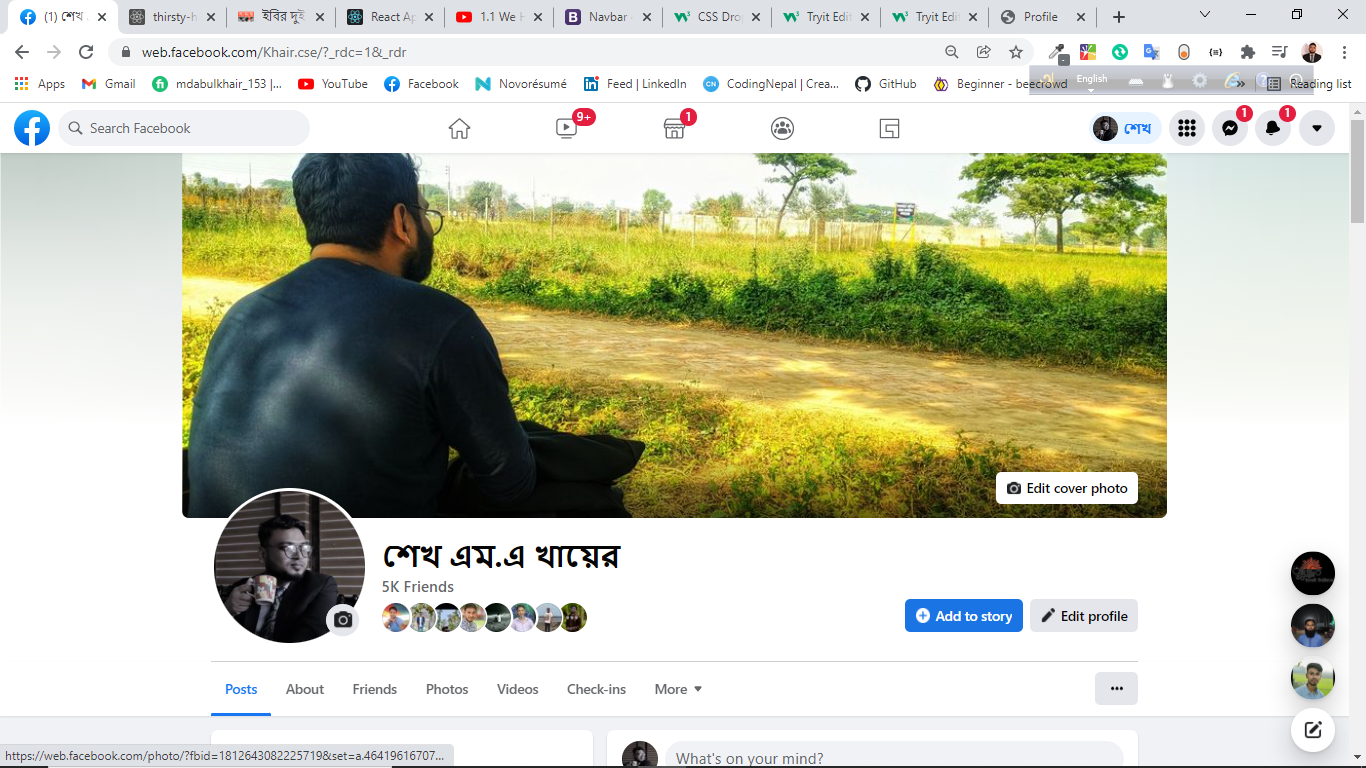 (1) শেখ
thirsty-h
ইবির দুই
React Ap
1.1 We H
Navbar
CSS Drop
Tryit Edit
Tryit Edit
Profile
web.facebook.com/Khair.cse/?_rdc=1&_rdr
Apps
Gmail
mdabulkhair_153 |...
YouTube
Facebook
Novorésumé
Feed | LinkedIn
CodingNepal | Crea...
GitHub
Beginner - beecrowd
English
Reading list
Search Facebook
9+
1
শেখ
1
1
Edit cover photo
শেখ এম.এ খায়ের
5K Friends
Add to story
Edit profile
Posts
About
Friends
Photos
Videos
Check-ins
More
What's on your mind?
https://web.facebook.com/photo/?fbid=1812643082225719&set=a.46419616707...